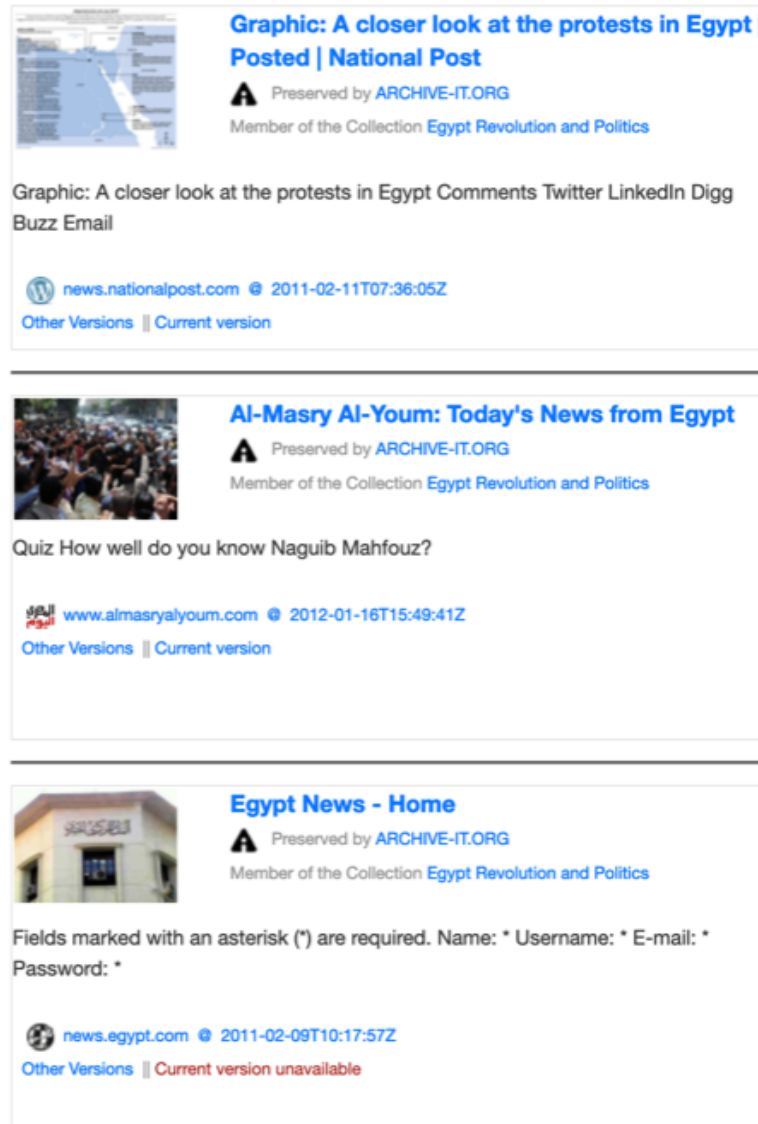 Graphic: A closer look at the protests in Egypt |
Posted | National Post
Preserved by ARCHIVE-IT.ORG
Member of the Collection Egypt Revolution and Politics
Graphic: A closer look at the protests in Egypt Comments Twitter LinkedIn Digg
Buzz Email
news.nationalpost.com @ 2011-02-11T07:36:05Z
Other Versions || Current version
Al-Masry Al-Youm: Today's News from Egypt
Preserved by ARCHIVE-IT.ORG
Member of the Collection Egypt Revolution and Politics
Quiz How well do you know Naguib Mahfouz?
المصري اليوم www.almasryalyoum.com @ 2012-01-16T15:49:41Z
Other Versions || Current version
Egypt News - Home
Preserved by ARCHIVE-IT.ORG
Member of the Collection Egypt Revolution and Politics
Fields marked with an asterisk (*) are required. Name: * Username: * E-mail: *
Password: *
news.egypt.com @ 2011-02-09T10:17:57Z
Other Versions || Current version unavailable